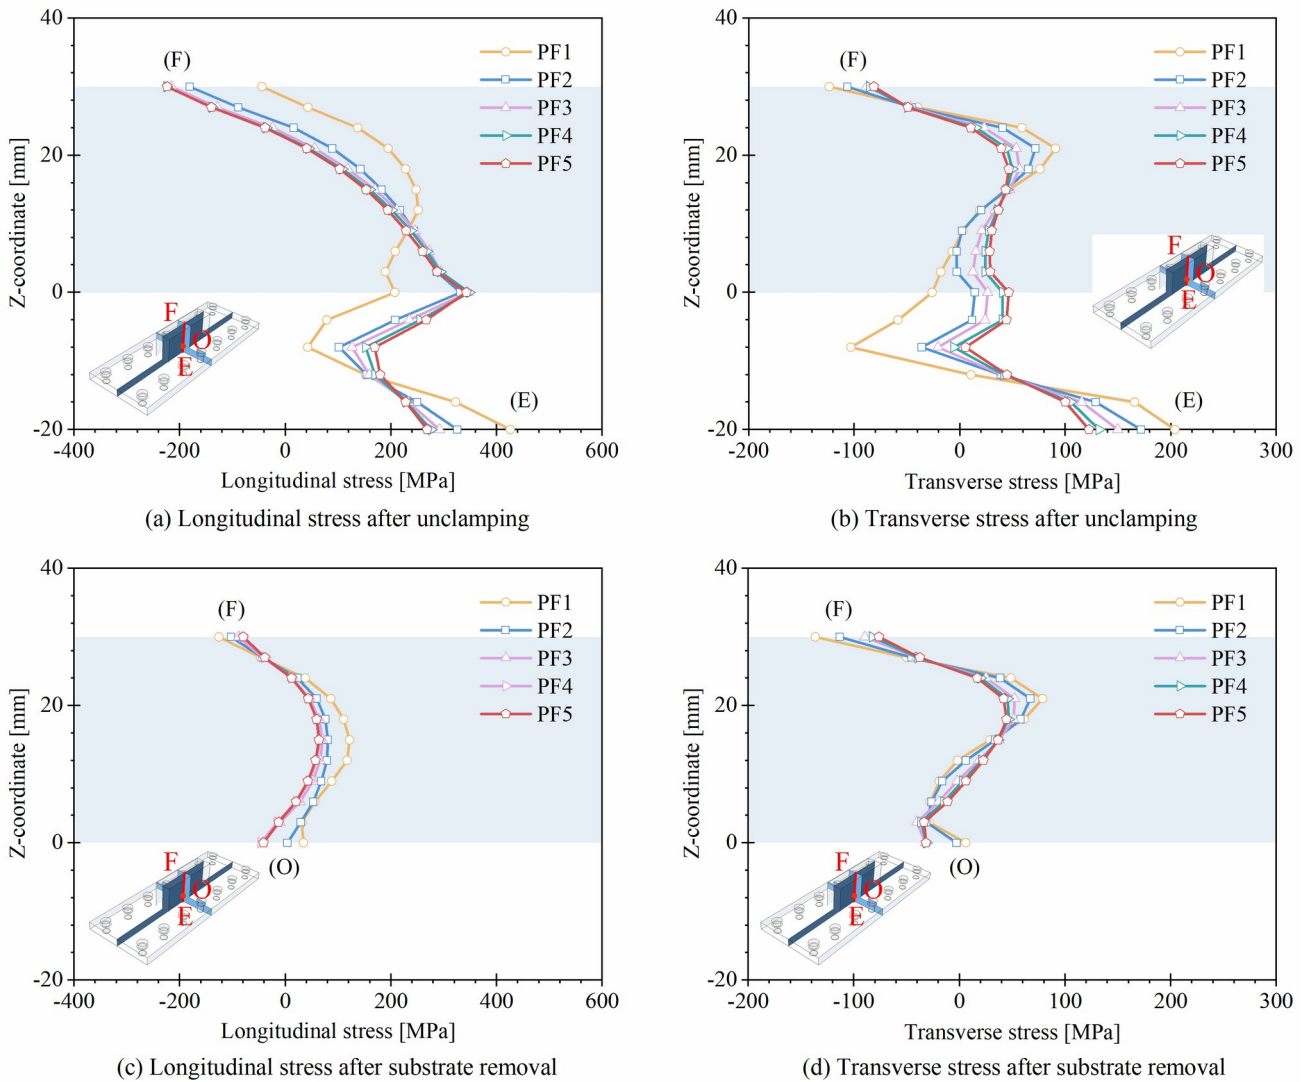 40
20
0
-20
Z-coordinate [mm]
-400
-200
0
200
400
600
Longitudinal stress [MPa]
(F)
(E)
PF1
PF2
PF3
PF4
PF5
F
O
E
(a) Longitudinal stress after unclamping
40
20
0
-20
Z-coordinate [mm]
-200
-100
0
100
200
300
Transverse stress [MPa]
(F)
(E)
PF1
PF2
PF3
PF4
PF5
F
O
E
(b) Transverse stress after unclamping
40
20
0
-20
Z-coordinate [mm]
-400
-200
0
200
400
600
Longitudinal stress [MPa]
(F)
(O)
PF1
PF2
PF3
PF4
PF5
F
O
E
(c) Longitudinal stress after substrate removal
40
20
0
-20
Z-coordinate [mm]
-200
-100
0
100
200
300
Transverse stress [MPa]
(F)
(O)
PF1
PF2
PF3
PF4
PF5
F
O
E
(d) Transverse stress after substrate removal